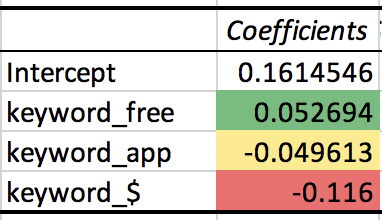 Coefficients
Intercept 0.1614546
keyword_free 0.052694
keyword_app -0.049613
keyword_$ -0.116